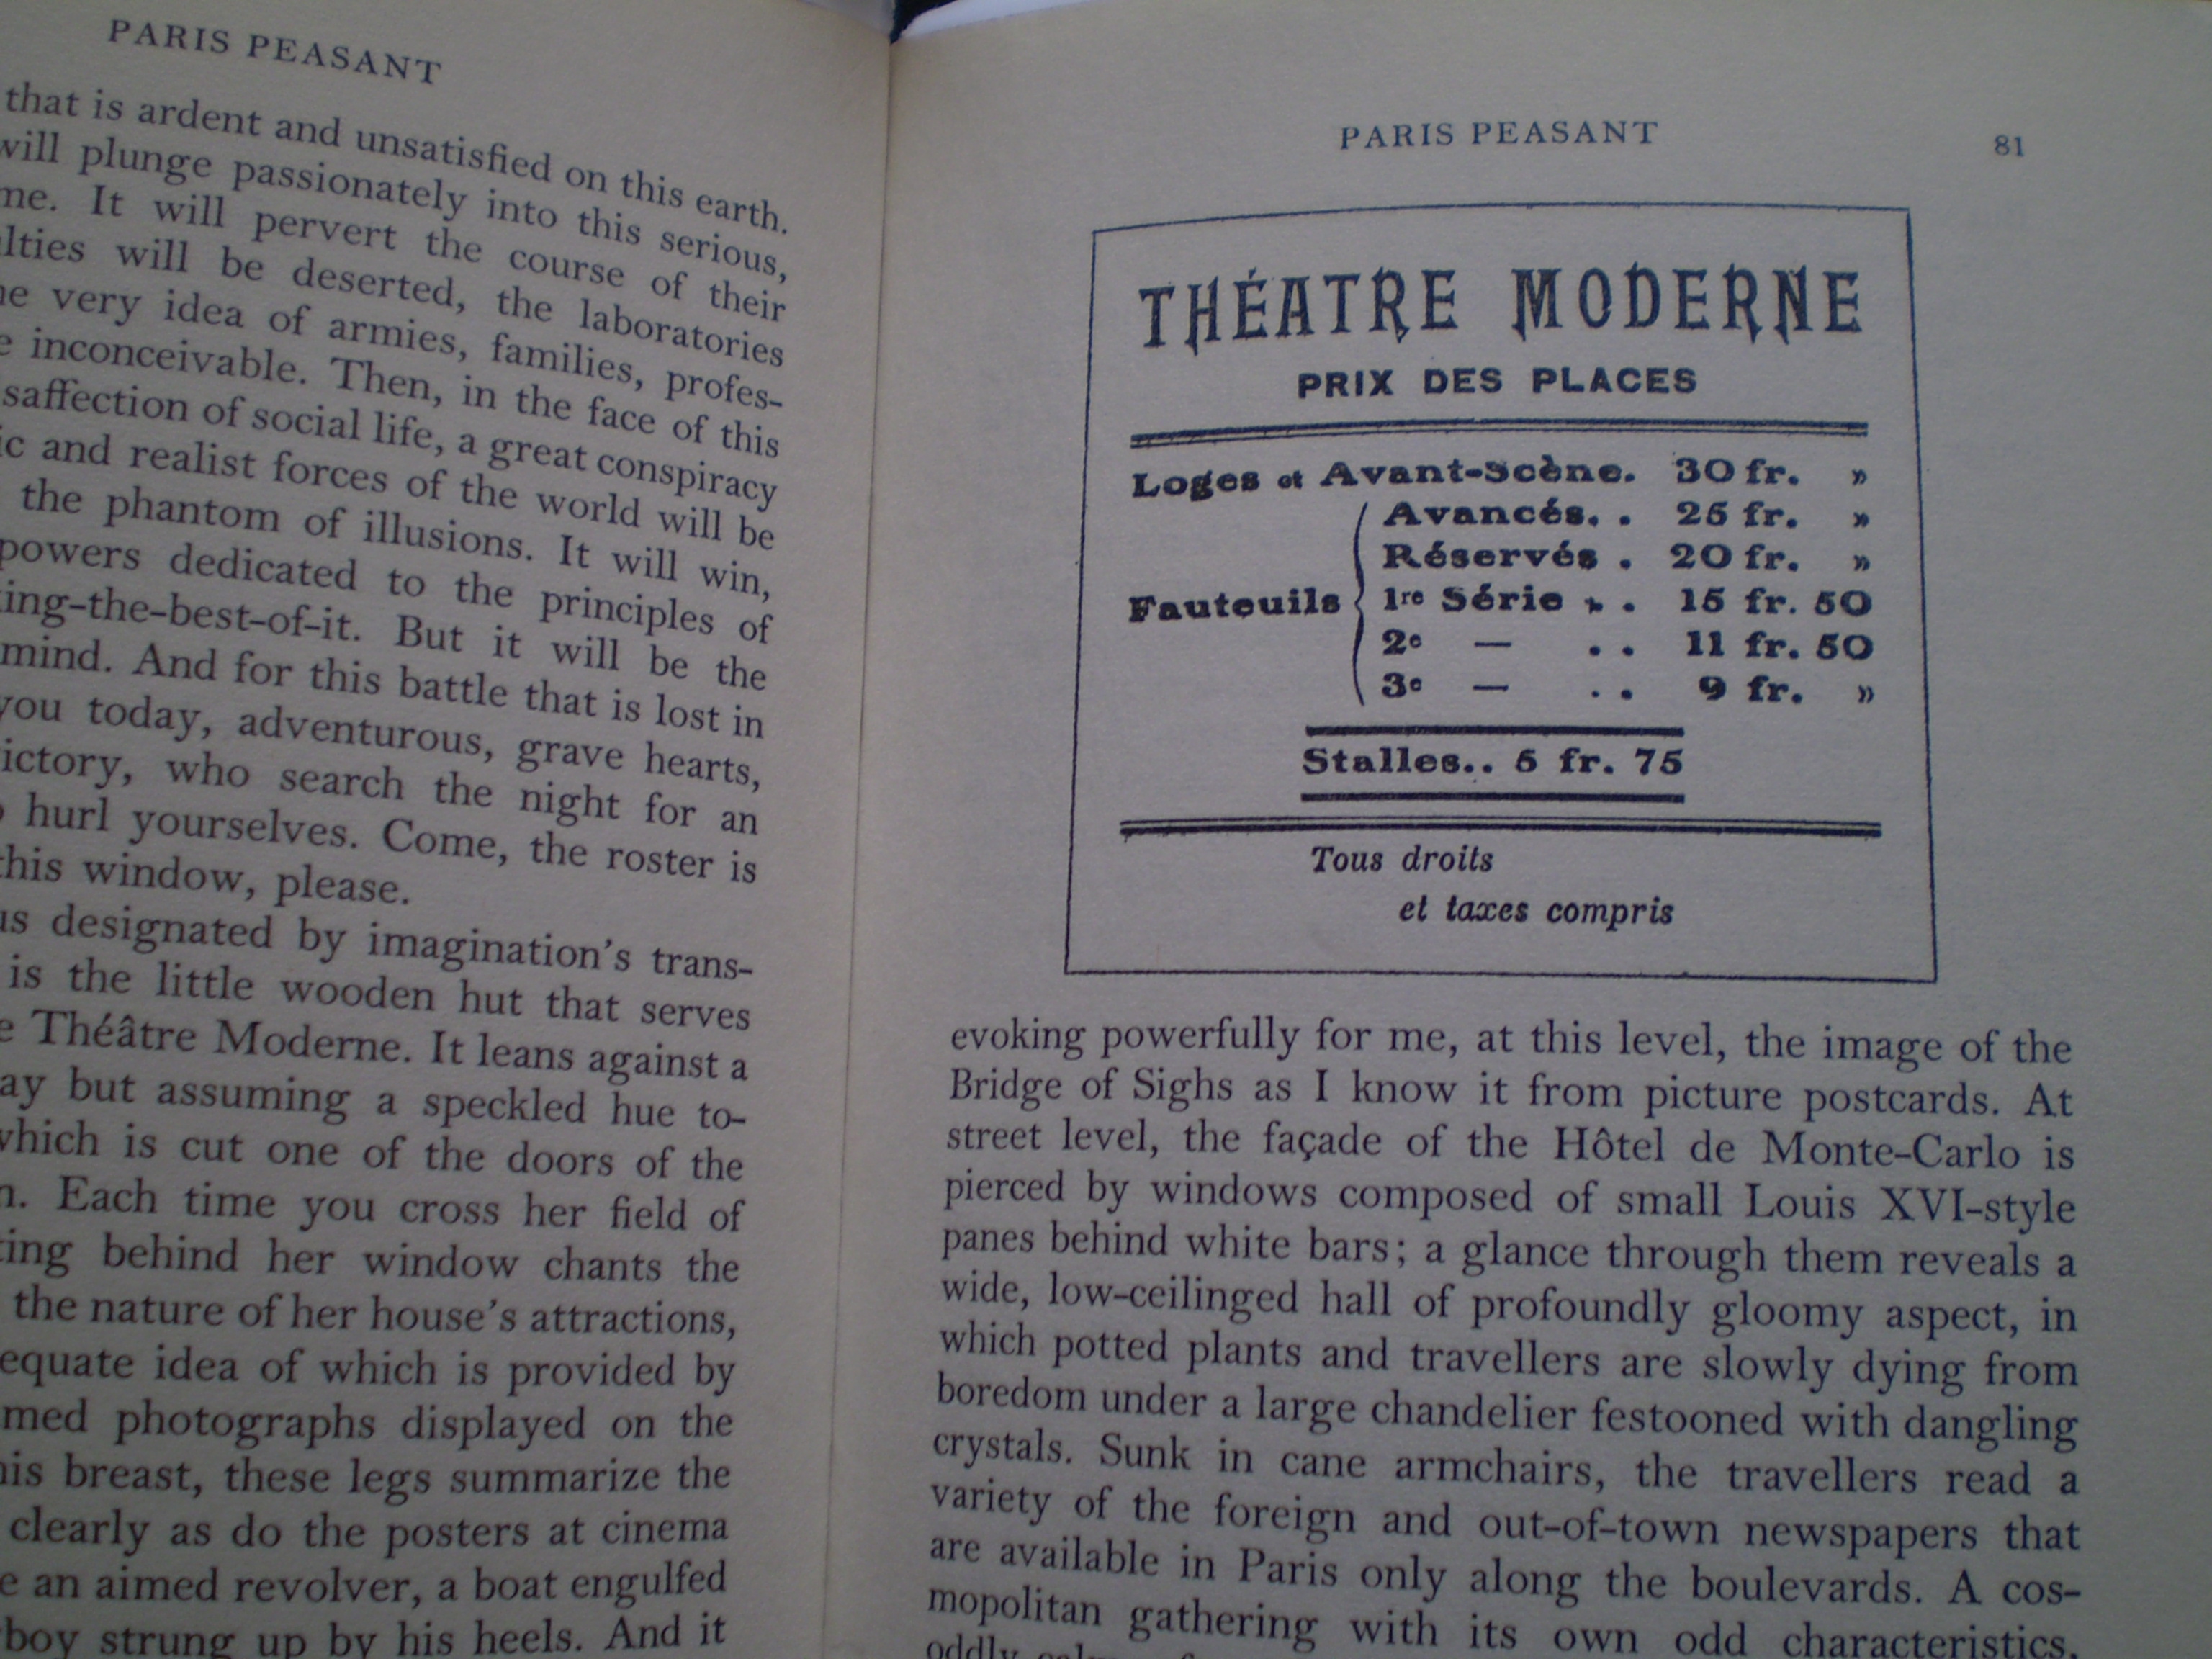 PARIS PEASANT
that is ardent and unsatisfied on this earth.
will plunge passionately into this serious,
me. It will pervert the course of their
will be deserted, the laboratories
very idea of armies, families, profes-
inconceivable. Then, in the face of this
of social life, a great conspiracy
and realist forces of the world will be
the phantom of illusions. It will win,
powers dedicated to the principles of
ing-the-best-of-it. But it will be the
mind. And for this battle that is lost in
you today, adventurous, grave hearts,
ictory, who search the night for an
hurl yourselves. Come, the roster is
this window, please.
us designated by imagination's trans-
is the little wooden hut that serves
Théâtre Moderne. It leans against a
ay but assuming a speckled hue to-
which is cut one of the doors of the
Each time you cross her field of
ting behind her window chants the
the nature of her house's attractions,
equate idea of which is provided by
med photographs displayed on the
his breast, these legs summarize the
clearly as do the posters at cinema
an aimed revolver, a boat engulfed
boy strung up by his heels. And it
PARIS PEASANT 81
THÉATRE MODERNE
PRIX DES PLACES
Loges et Avant-Scène. 30 fr. »
Avancés. . 25 fr. »
Réservés . 20 fr. »
Fauteuils 1re Série . . 15 fr. 50
2e — . . 11 fr. 50
3e — . . 9 fr. »
Stalles.. 5 fr. 75
Tous droits
et taxes compris
evoking powerfully for me, at this level, the image of the
Bridge of Sighs as I know it from picture postcards. At
street level, the façade of the Hôtel de Monte-Carlo is
pierced by windows composed of small Louis XVI-style
panes behind white bars; a glance through them reveals a
wide, low-ceilinged hall of profoundly gloomy aspect, in
which potted plants and travellers are slowly dying from
boredom under a large chandelier festooned with dangling
crystals. Sunk in cane armchairs, the travellers read a
variety of the foreign and out-of-town newspapers that
are available in Paris only along the boulevards. A cos-
mopolitan gathering with its own odd characteristics,
oddly